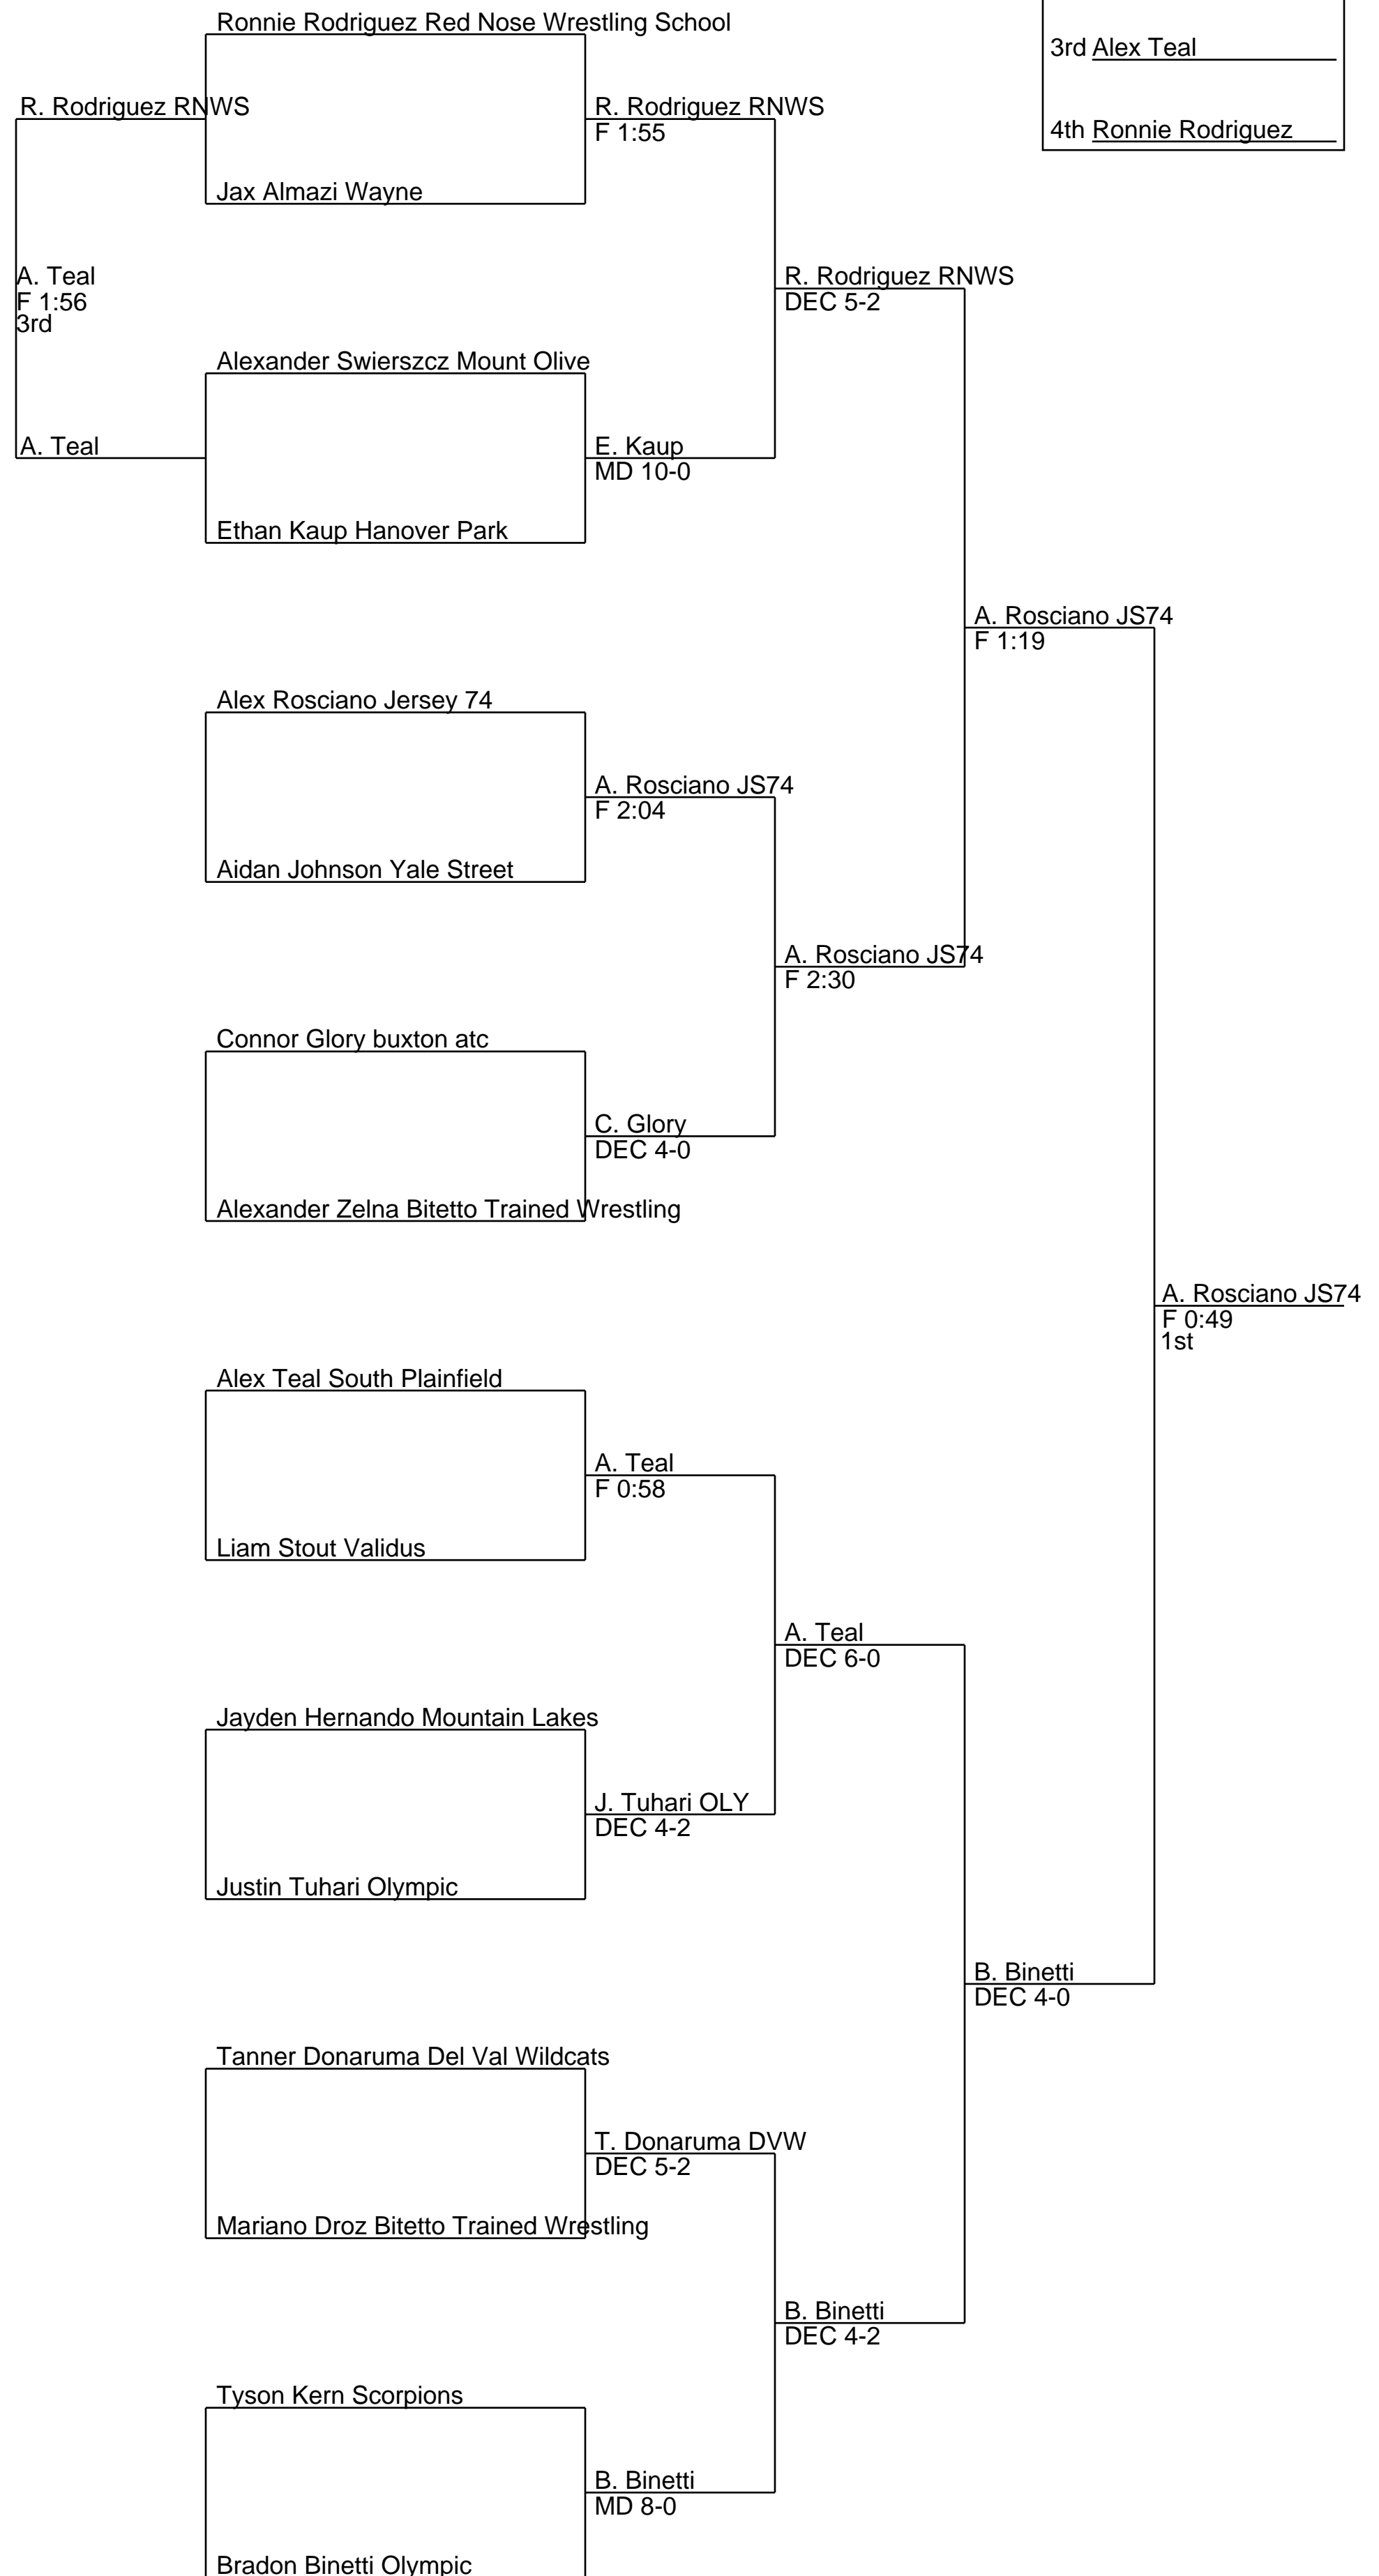 Ronnie Rodriguez Red Nose Wrestling School
3rd Alex Teal
R. Rodriguez RNWS
R. Rodriguez RNWS
F 1:55
4th Ronnie Rodriguez
Jax Almazi Wayne
A. Teal
F 1:56
3rd
R. Rodriguez RNWS
DEC 5-2
Alexander Swierszcz Mount Olive
A. Teal
E. Kaup
MD 10-0
Ethan Kaup Hanover Park
A. Rosciano JS74
F 1:19
Alex Rosciano Jersey 74
A. Rosciano JS74
F 2:04
Aidan Johnson Yale Street
A. Rosciano JS74
F 2:30
Connor Glory buxton atc
C. Glory
DEC 4-0
Alexander Zelna Bitetto Trained Wrestling
A. Rosciano JS74
F 0:49
1st
Alex Teal South Plainfield
A. Teal
F 0:58
Liam Stout Validus
A. Teal
DEC 6-0
Jayden Hernando Mountain Lakes
J. Tuhari OLY
DEC 4-2
Justin Tuhari Olympic
B. Binetti
DEC 4-0
Tanner Donaruma Del Val Wildcats
T. Donaruma DVW
DEC 5-2
Mariano Droz Bitetto Trained Wrestling
B. Binetti
DEC 4-2
Tyson Kern Scorpions
B. Binetti
MD 8-0
Bradon Binetti Olympic